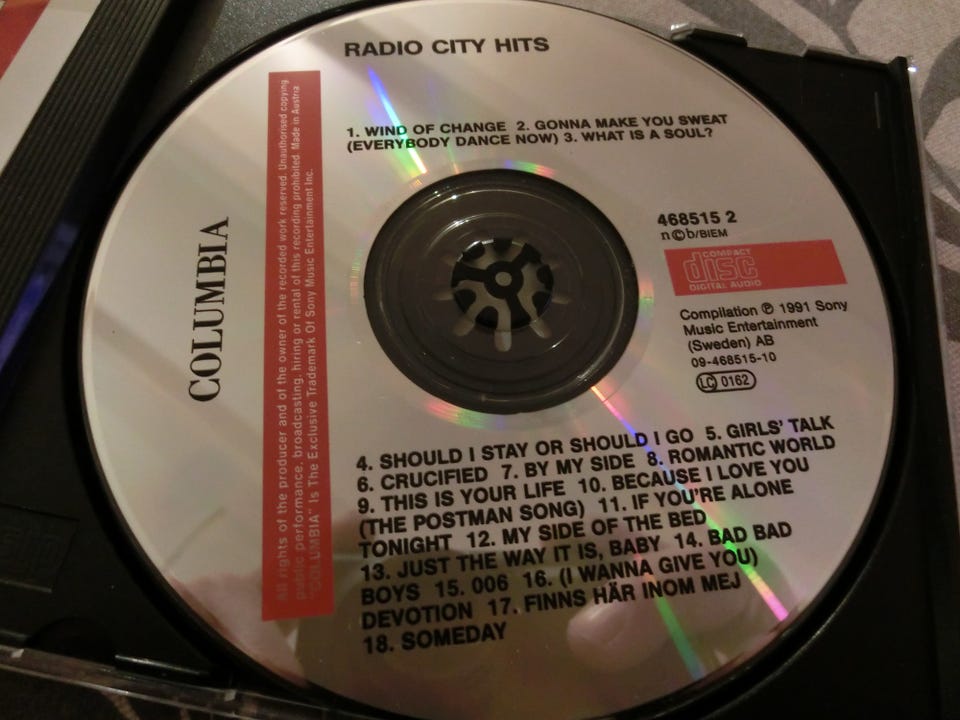 RADIO CITY HITS
1. WIND OF CHANGE 2. GONNA MAKE YOU SWEAT
(EVERYBODY DANCE NOW) 3. WHAT IS A SOUL?
COLUMBIA
All rights of the producer and of the owner of the recorded work reserved. Unauthorised copying
public performance, broadcasting, hiring or rental of this recording prohibited. Made in Austria
"COLUMBIA" Is The Exclusive Trademark Of Sony Music Entertainment Inc.
468515 2
n©b/BIEM
COMPACT
disc
DIGITAL AUDIO
Compilation ℗ 1991 Sony
Music Entertainment
(Sweden) AB
09-468515-10
LC 0162
4. SHOULD I STAY OR SHOULD I GO 5. GIRLS' TALK
6. CRUCIFIED 7. BY MY SIDE 8. ROMANTIC WORLD
9. THIS IS YOUR LIFE 10. BECAUSE I LOVE YOU
(THE POSTMAN SONG) 11. IF YOU'RE ALONE
TONIGHT 12. MY SIDE OF THE BED
13. JUST THE WAY IT IS, BABY 14. BAD BAD
BOYS 15. 006 16. (I WANNA GIVE YOU)
DEVOTION 17. FINNS HÄR INOM MEJ
18. SOMEDAY